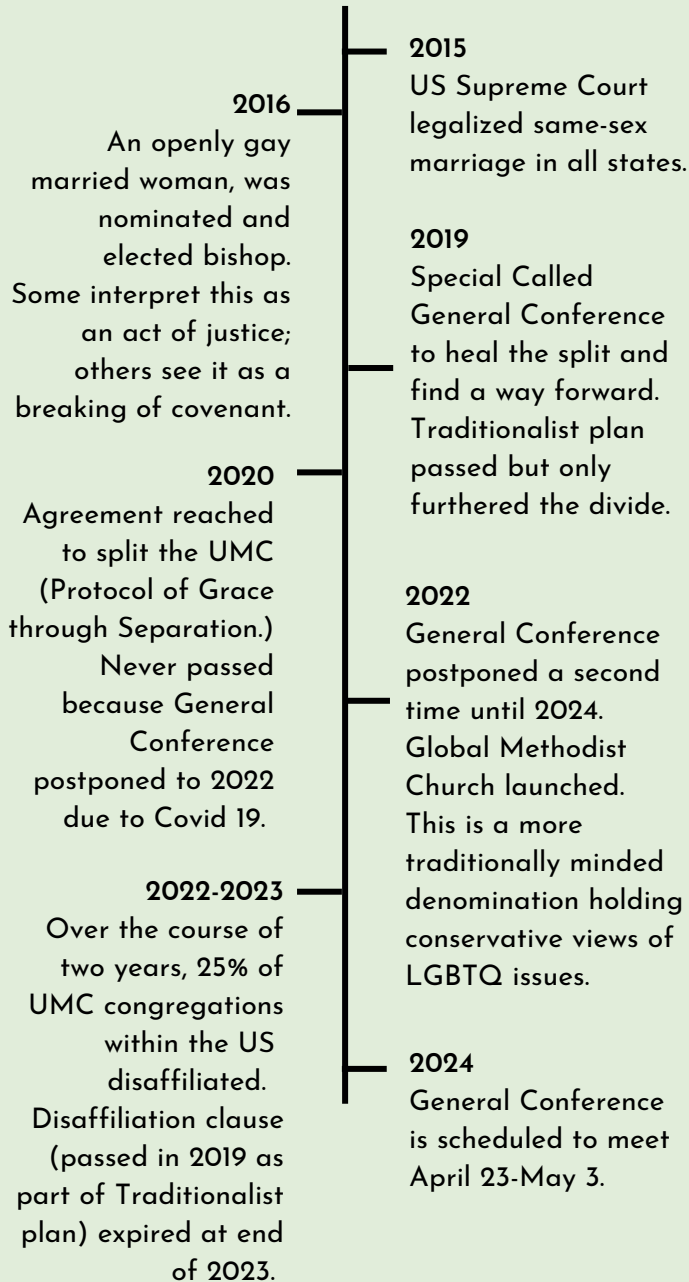 2015
US Supreme Court
legalized same-sex
marriage in all states.
2016
An openly gay
married woman, was
nominated and
elected bishop.
Some interpret this as
an act of justice;
others see it as a
breaking of covenant.
2019
Special Called
General Conference
to heal the split and
find a way forward.
Traditionalist plan
passed but only
furthered the divide.
2020
Agreement reached
to split the UMC
(Protocol of Grace
through Separation.)
Never passed
because General
Conference
postponed to 2022
due to Covid 19.
2022
General Conference
postponed a second
time until 2024.
Global Methodist
Church launched.
This is a more
traditionally minded
denomination holding
conservative views of
LGBTQ issues.
2022-2023
Over the course of
two years, 25% of
UMC congregations
within the US
disaffiliated.
Disaffiliation clause
(passed in 2019 as
part of Traditionalist
plan) expired at end
of 2023.
2024
General Conference
is scheduled to meet
April 23-May 3.